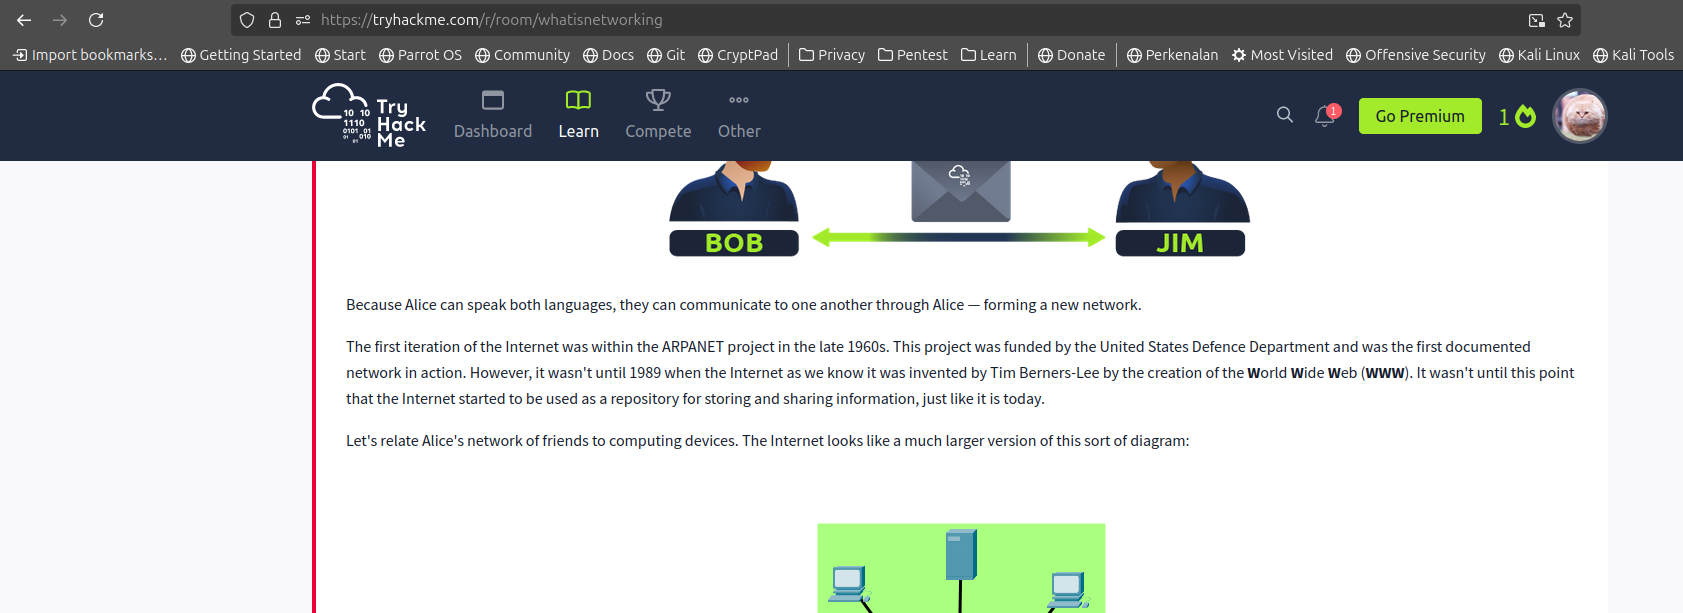 https://tryhackme.com/r/room/whatisnetworking
Import bookmarks... Getting Started Start Parrot OS Community Docs Git CryptPad Privacy Pentest Learn Donate Perkenalan Most Visited Offensive Security Kali Linux Kali Tools
Try Hack Me
10 10
1110
0101 01
01 010
01
Dashboard Learn Compete Other
1
Go Premium
1
BOB JIM
Because Alice can speak both languages, they can communicate to one another through Alice — forming a new network.
The first iteration of the Internet was within the ARPANET project in the late 1960s. This project was funded by the United States Defence Department and was the first documented
network in action. However, it wasn't until 1989 when the Internet as we know it was invented by Tim Berners-Lee by the creation of the World Wide Web (WWW). It wasn't until this point
that the Internet started to be used as a repository for storing and sharing information, just like it is today.
Let's relate Alice's network of friends to computing devices. The Internet looks like a much larger version of this sort of diagram: